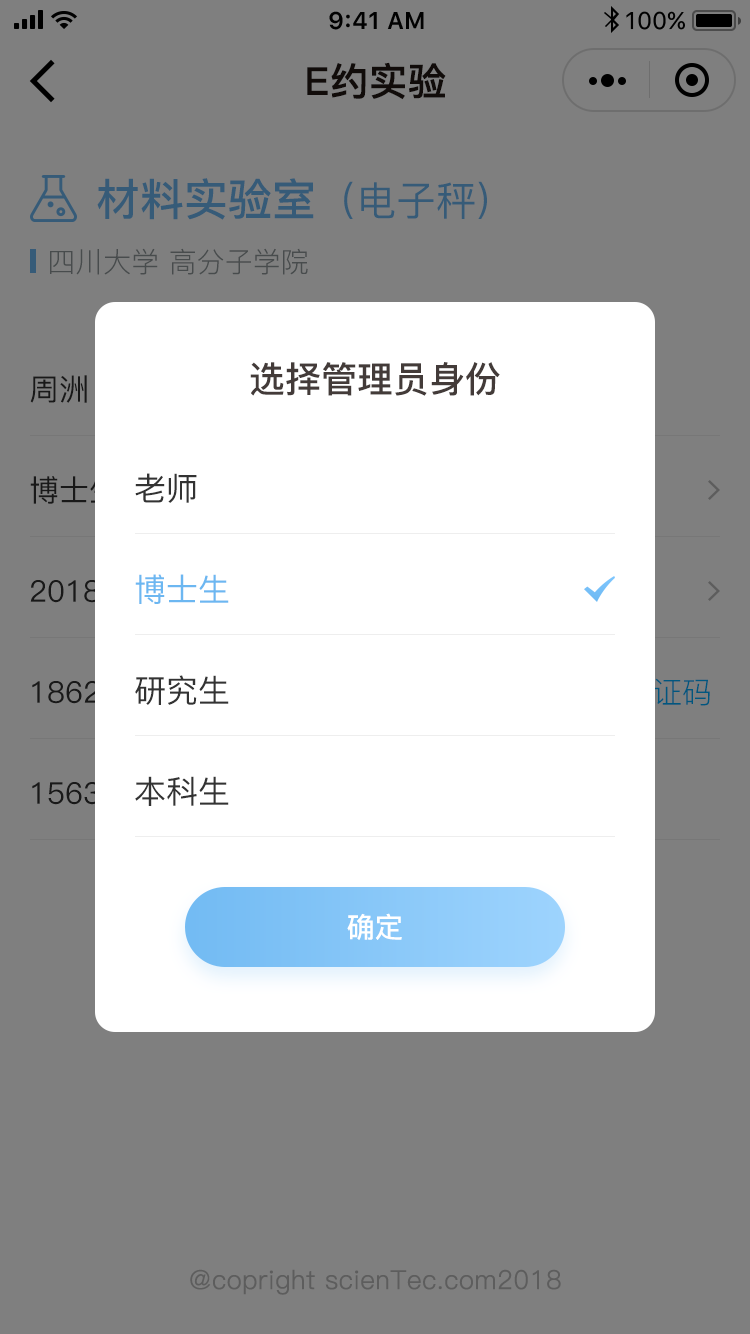 9:41 AM 100%
E约实验
材料实验室（电子秤）
四川大学 高分子学院
选择管理员身份
周洲
老师
博士
博士生
2018
研究生
1862 证码
本科生
1563
确定
@copright scienTec.com2018